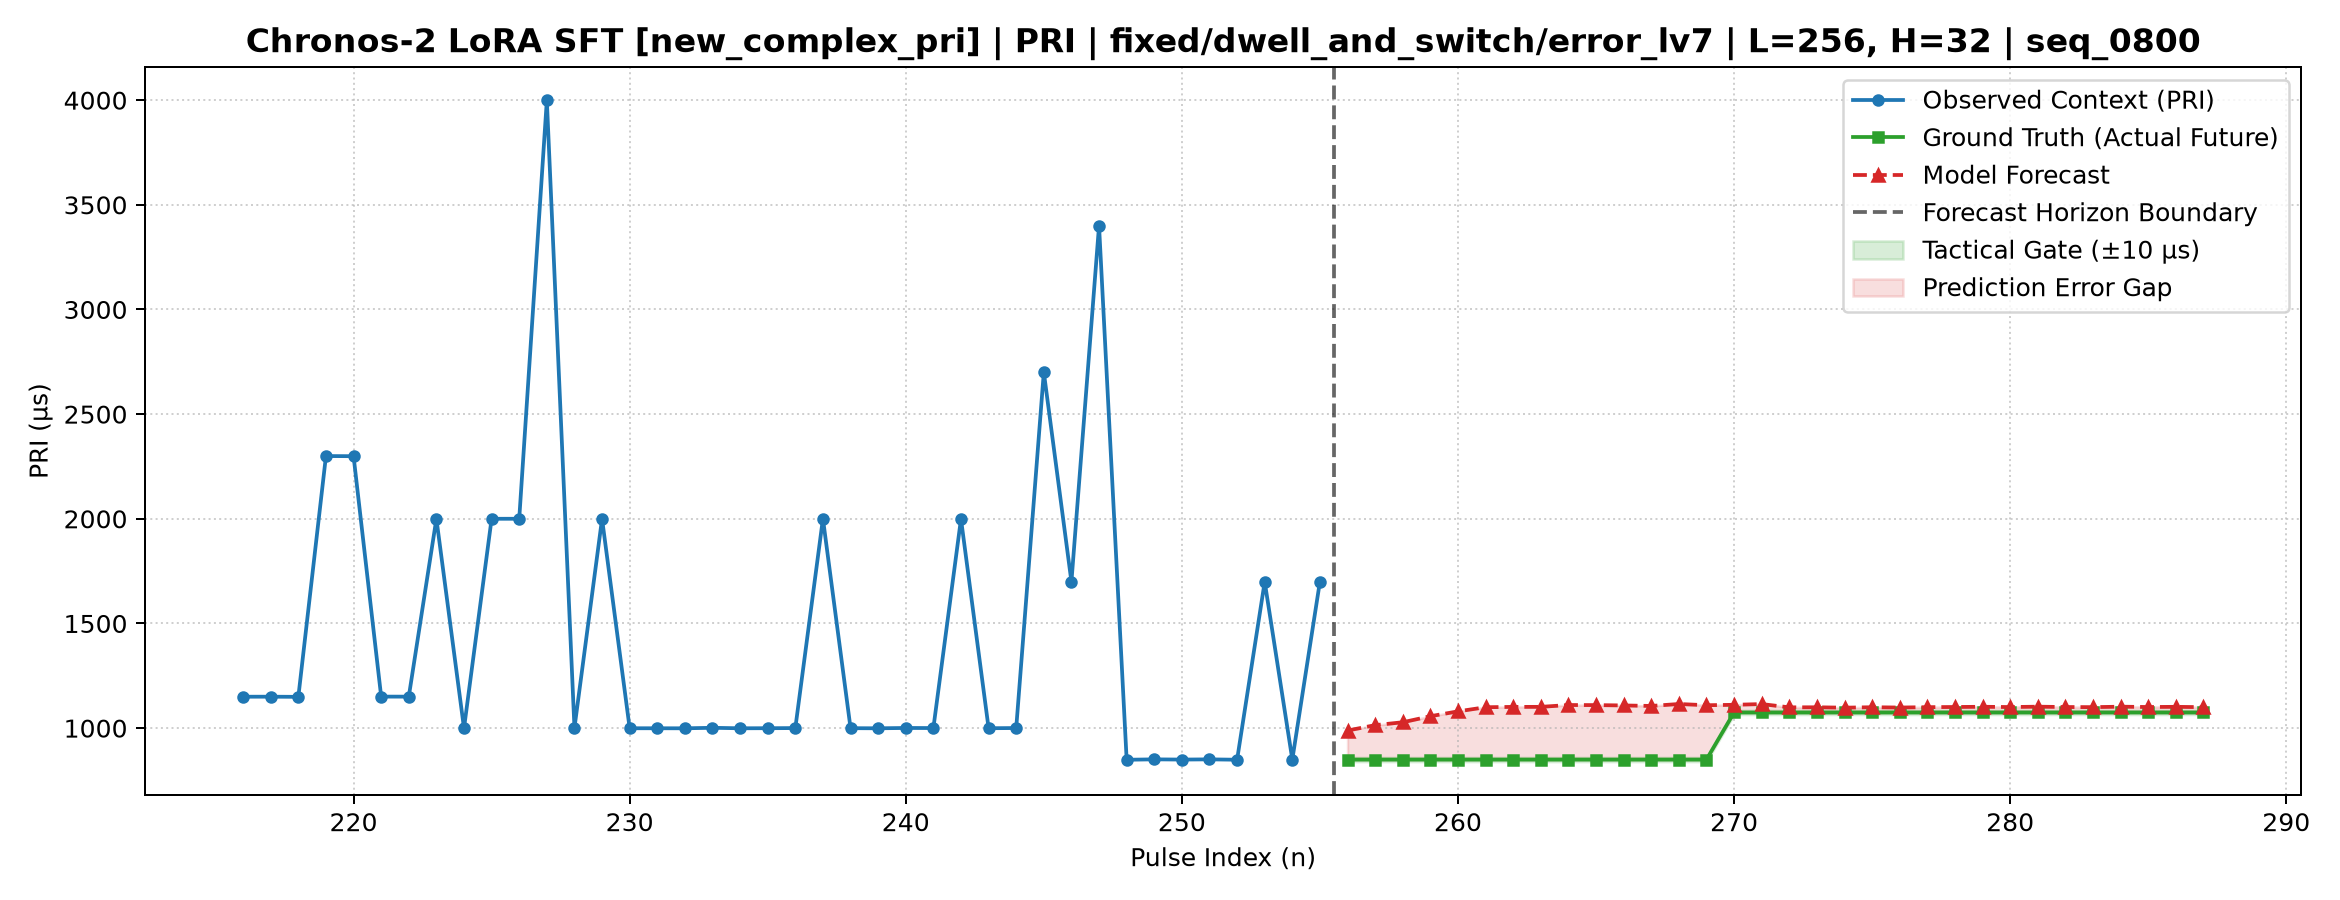 Chronos-2 LoRA SFT [new_complex_pri] | PRI | fixed/dwell_and_switch/error_lv7 | L=256, H=32 | seq_0800
PRI (µs)
4000
3500
3000
2500
2000
1500
1000
Observed Context (PRI)
Ground Truth (Actual Future)
Model Forecast
Forecast Horizon Boundary
Tactical Gate (±10 µs)
Prediction Error Gap
220 230 240 250 260 270 280 290
Pulse Index (n)